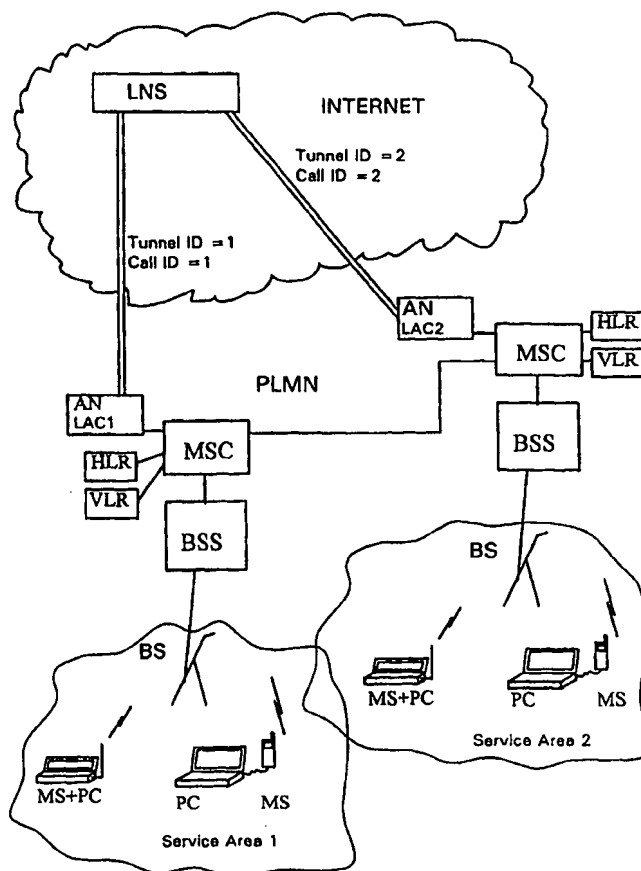 LNS
INTERNET
Tunnel ID = 2
Call ID = 2
Tunnel ID = 1
Call ID = 1
AN
LAC2
HLR
MSC
VLR
PLMN
AN
LAC1
MSC
HLR
VLR
BSS
BSS
BS
MS+PC
PC
MS
Service Area 2
BS
MS+PC
PC
MS
Service Area 1